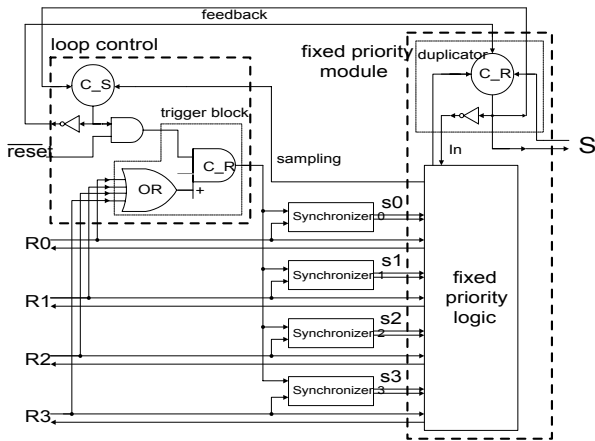 feedback
loop control
fixed priority
module
duplicator
C_S
C_R
trigger block
In
S
reset
sampling
C_R
OR
+
s0
Synchronizer
0
R0
s1
Synchronizer
1
fixed
priority
logic
R1
s2
Synchronizer
2
R2
s3
Synchronizer
3
R3